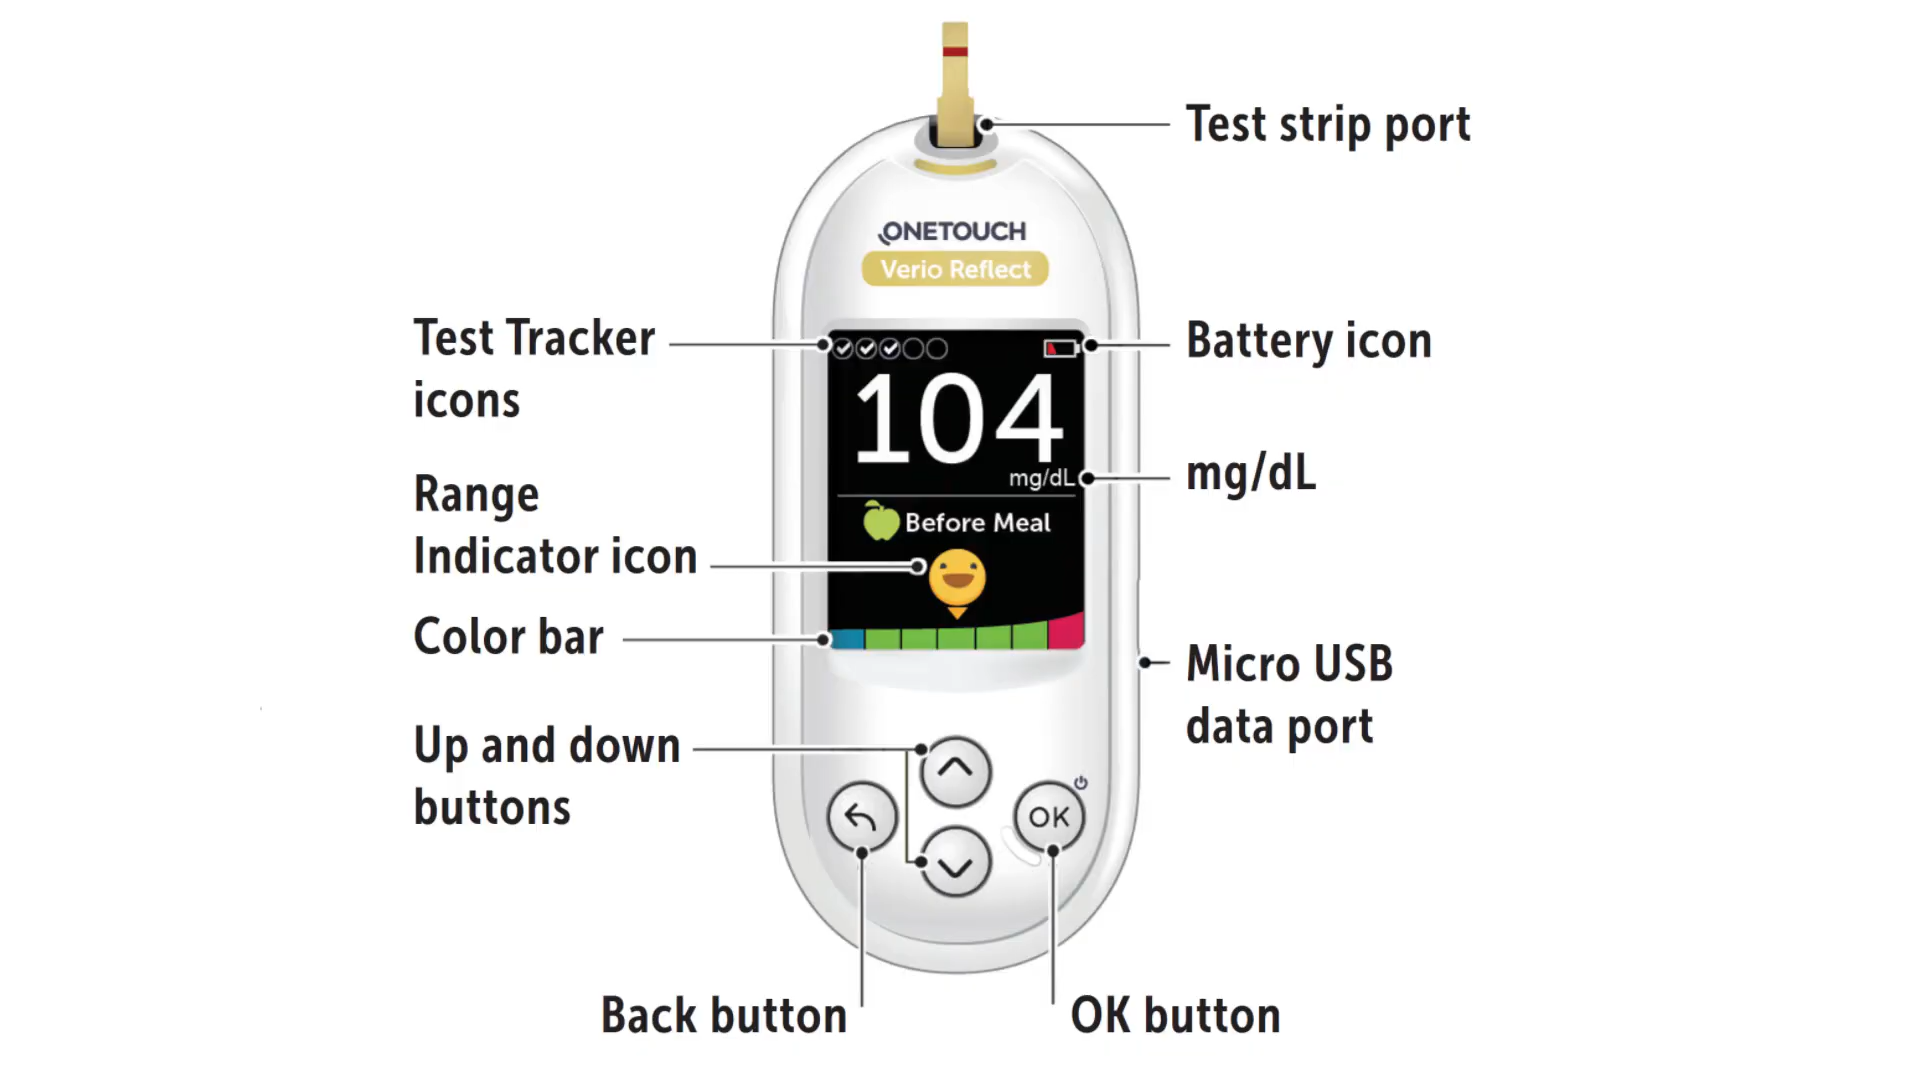 Test strip port
ONETOUCH
Verio Reflect
Test Tracker
icons
Battery icon
104
mg/dL
mg/dL
Range
Indicator icon
Before Meal
Color bar
Micro USB
data port
Up and down
buttons
OK
Back button
OK button